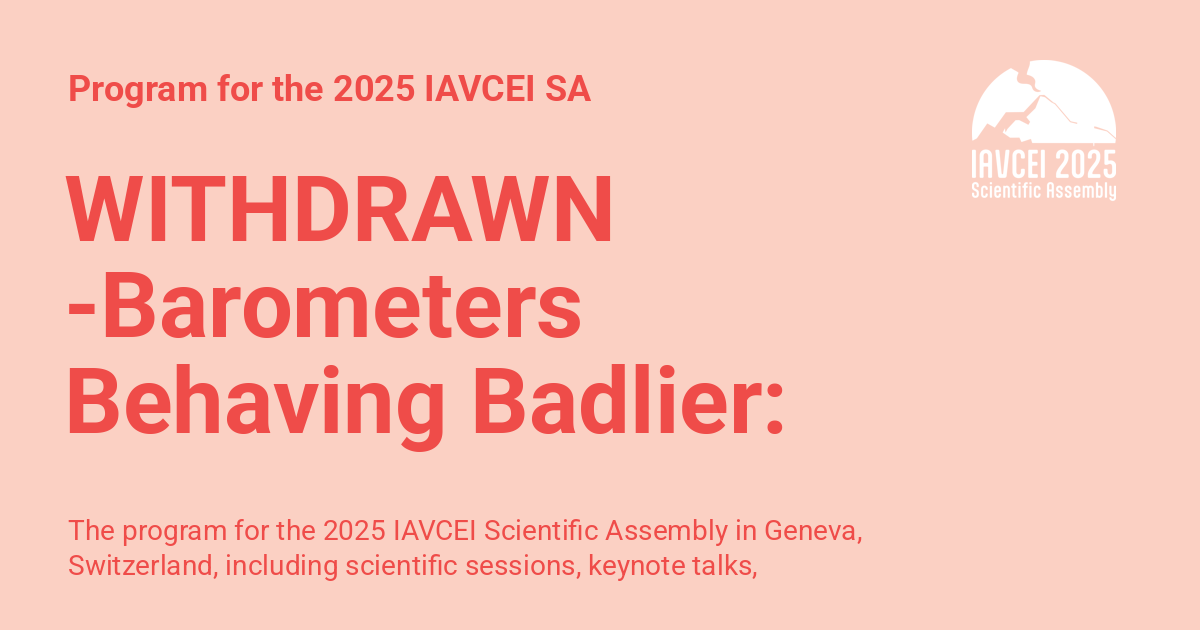 Program for the 2025 IAVCEI SA
IAVCEI 2025
Scientific Assembly
WITHDRAWN
-Barometers
Behaving Badlier:
The program for the 2025 IAVCEI Scientific Assembly in Geneva,
Switzerland, including scientific sessions, keynote talks,